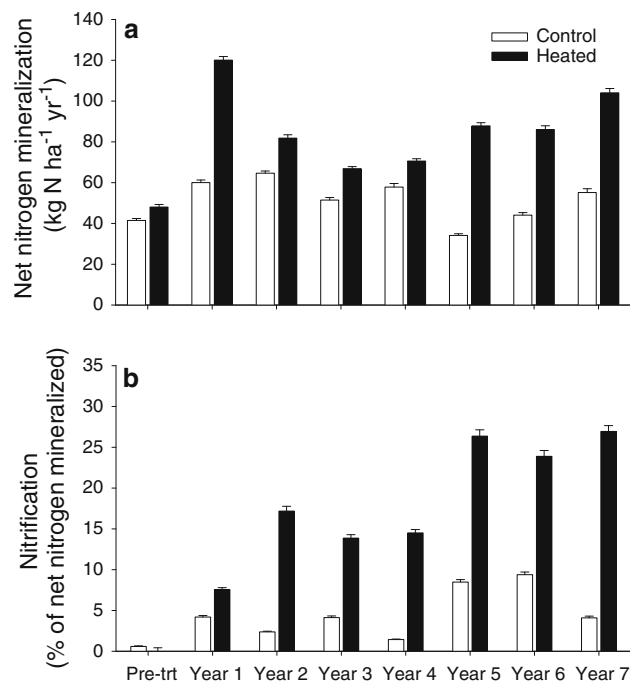 a
Control
Heated
Net nitrogen mineralization
(kg N ha⁻¹ yr⁻¹)
140
120
100
80
60
40
20
0
b
Nitrification
(% of net nitrogen mineralized)
35
30
25
20
15
10
5
0
Pre-trt Year 1 Year 2 Year 3 Year 4 Year 5 Year 6 Year 7